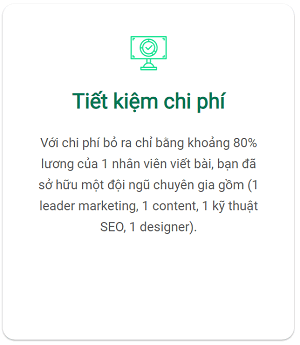 Tiết kiệm chi phí
Với chi phí bỏ ra chỉ bằng khoảng 80%
lương của 1 nhân viên viết bài, bạn đã
sở hữu một đội ngũ chuyên gia gồm (1
leader marketing, 1 content, 1 kỹ thuật
SEO, 1 designer).